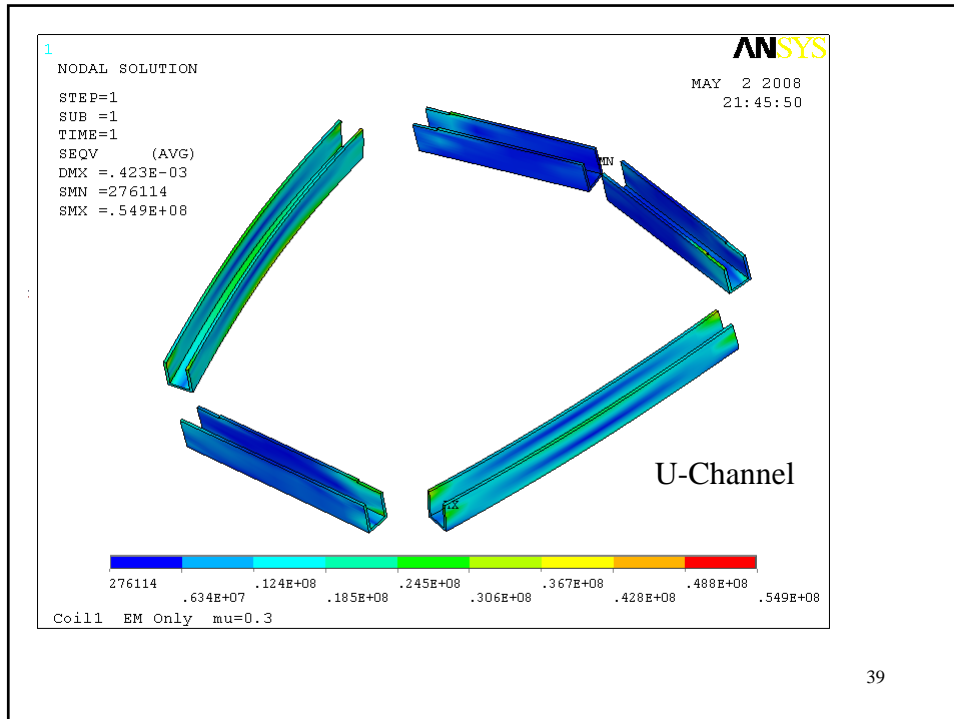 1
ANSYS
NODAL SOLUTION
MAY 2 2008
21:45:50
STEP=1
SUB =1
TIME=1
SEQV (AVG)
DMX =.423E-03
SMN =276114
SMX =.549E+08
MN
U-Channel
276114 .124E+08 .245E+08 .367E+08 .488E+08
.634E+07 .185E+08 .306E+08 .428E+08 .549E+08
Coil1 EM Only mu=0.3
39